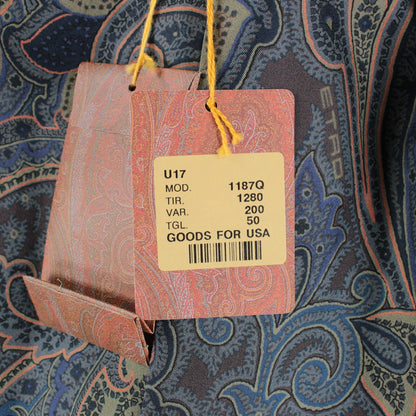 ETRO
U17
MOD. 1187Q
TIR. 1280
VAR. 200
TGL. 50
GOODS FOR USA